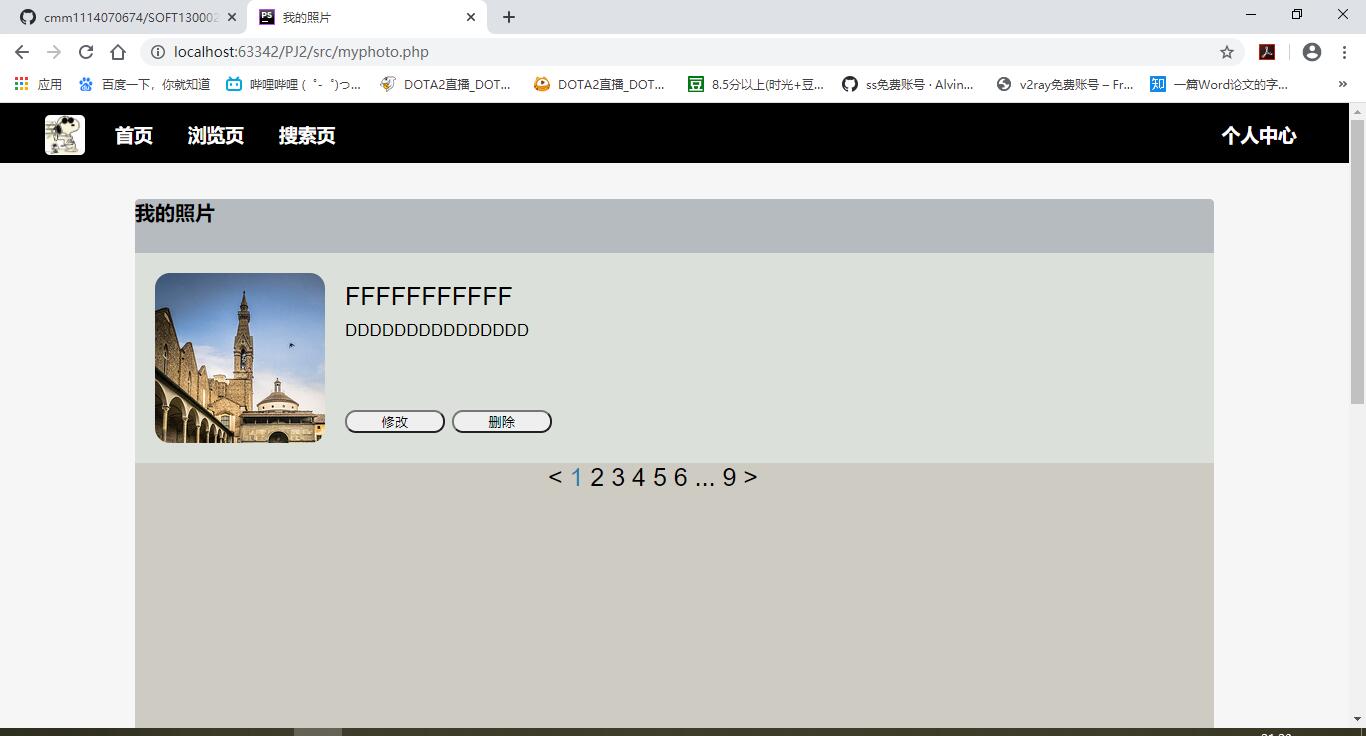 cmm1114070674/SOFT130002
PS 我的照片
localhost:63342/PJ2/src/myphoto.php
应用 百度一下，你就知道 哔哩哔哩 ( ゜- ゜)つ... DOTA2直播_DOT... DOTA2直播_DOT... 豆 8.5分以上(时光+豆... ss免费账号 · Alvin... v2ray免费账号 – Fr... 知 一篇Word论文的字... »
首页 浏览页 搜索页 个人中心
我的照片
FFFFFFFFFFF
DDDDDDDDDDDDDDD
修改 删除
< 1 2 3 4 5 6 ... 9 >